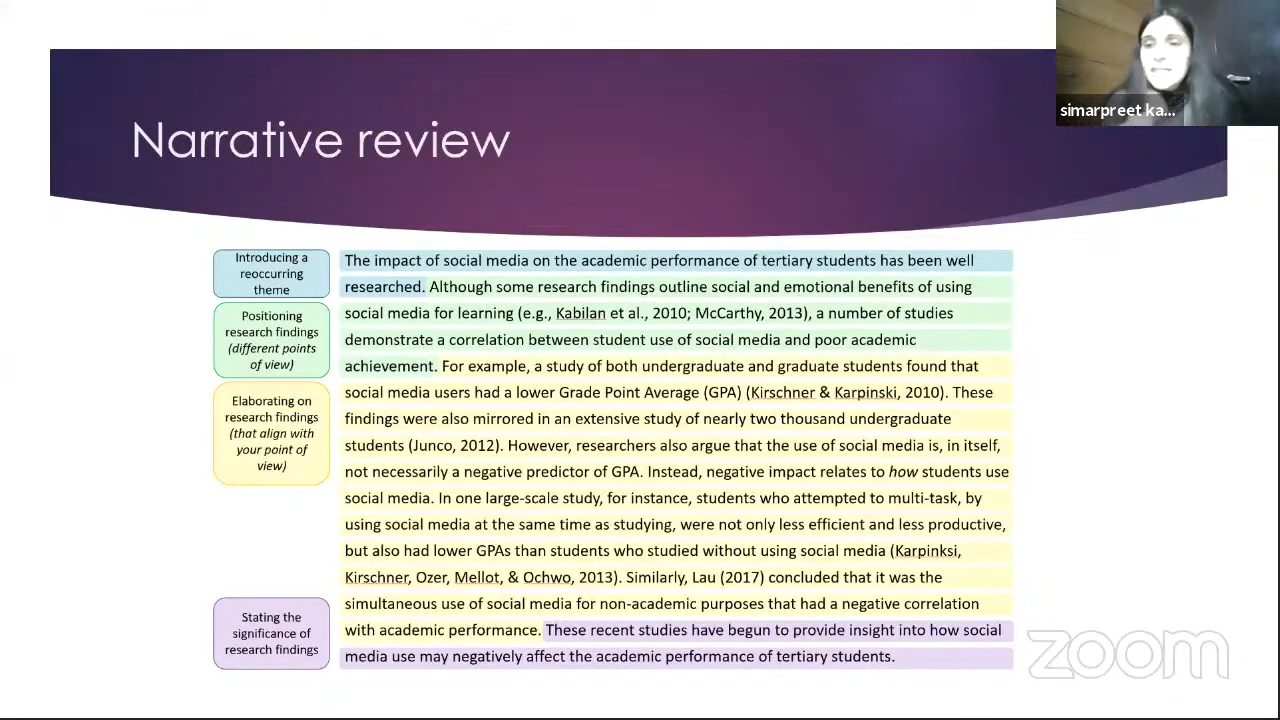 simarpreet ka...
Narrative review
Introducing a
reoccurring
theme
The impact of social media on the academic performance of tertiary students has been well
researched. Although some research findings outline social and emotional benefits of using
Positioning
research findings
(different points
of view)
social media for learning (e.g., Kabilan et al., 2010; McCarthy, 2013), a number of studies
demonstrate a correlation between student use of social media and poor academic
achievement. For example, a study of both undergraduate and graduate students found that
Elaborating on
research findings
(that align with
your point of
view)
social media users had a lower Grade Point Average (GPA) (Kirschner & Karpinski, 2010). These
findings were also mirrored in an extensive study of nearly two thousand undergraduate
students (Junco, 2012). However, researchers also argue that the use of social media is, in itself,
not necessarily a negative predictor of GPA. Instead, negative impact relates to how students use
social media. In one large-scale study, for instance, students who attempted to multi-task, by
using social media at the same time as studying, were not only less efficient and less productive,
but also had lower GPAs than students who studied without using social media (Karpinksi,
Kirschner, Ozer, Mellot, & Ochwo, 2013). Similarly, Lau (2017) concluded that it was the
simultaneous use of social media for non-academic purposes that had a negative correlation
Stating the
significance of
research findings
with academic performance. These recent studies have begun to provide insight into how social
media use may negatively affect the academic performance of tertiary students.
zoom